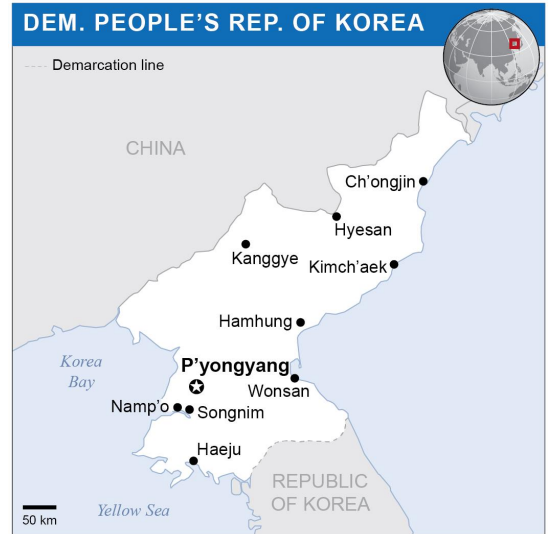 DEM. PEOPLE'S REP. OF KOREA
Demarcation line
CHINA
Ch'ongjin
Hyesan
Kanggye
Kimch'aek
Hamhung
Korea
Bay
P'yongyang
Wonsan
Namp'o
Songnim
Haeju
REPUBLIC
OF KOREA
Yellow Sea
50 km